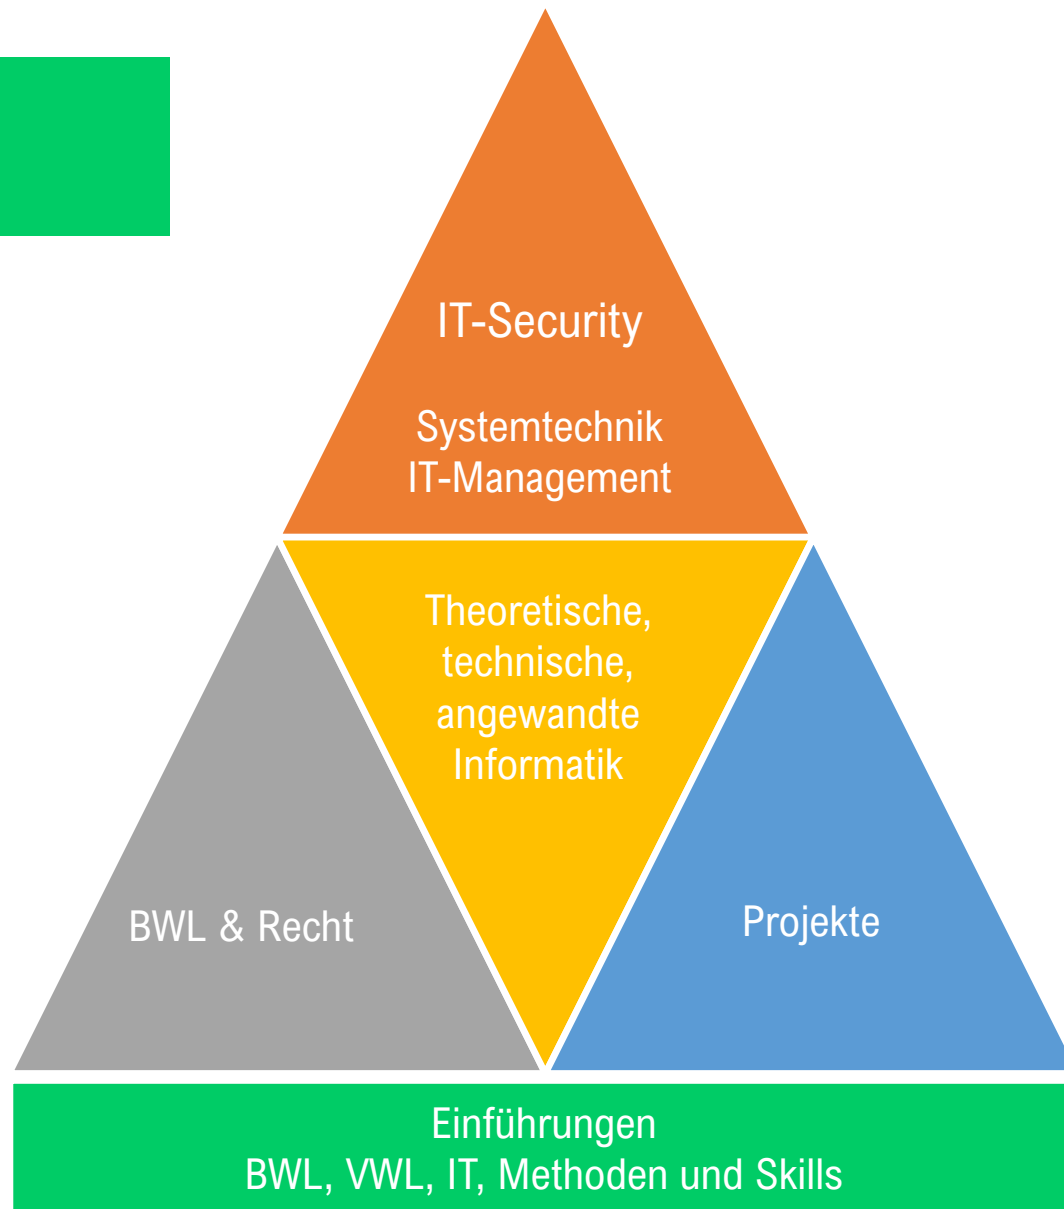 IT-Security
Systemtechnik
IT-Management
Theoretische,
technische,
angewandte
Informatik
BWL & Recht
Projekte
Einführungen
BWL, VWL, IT, Methoden und Skills